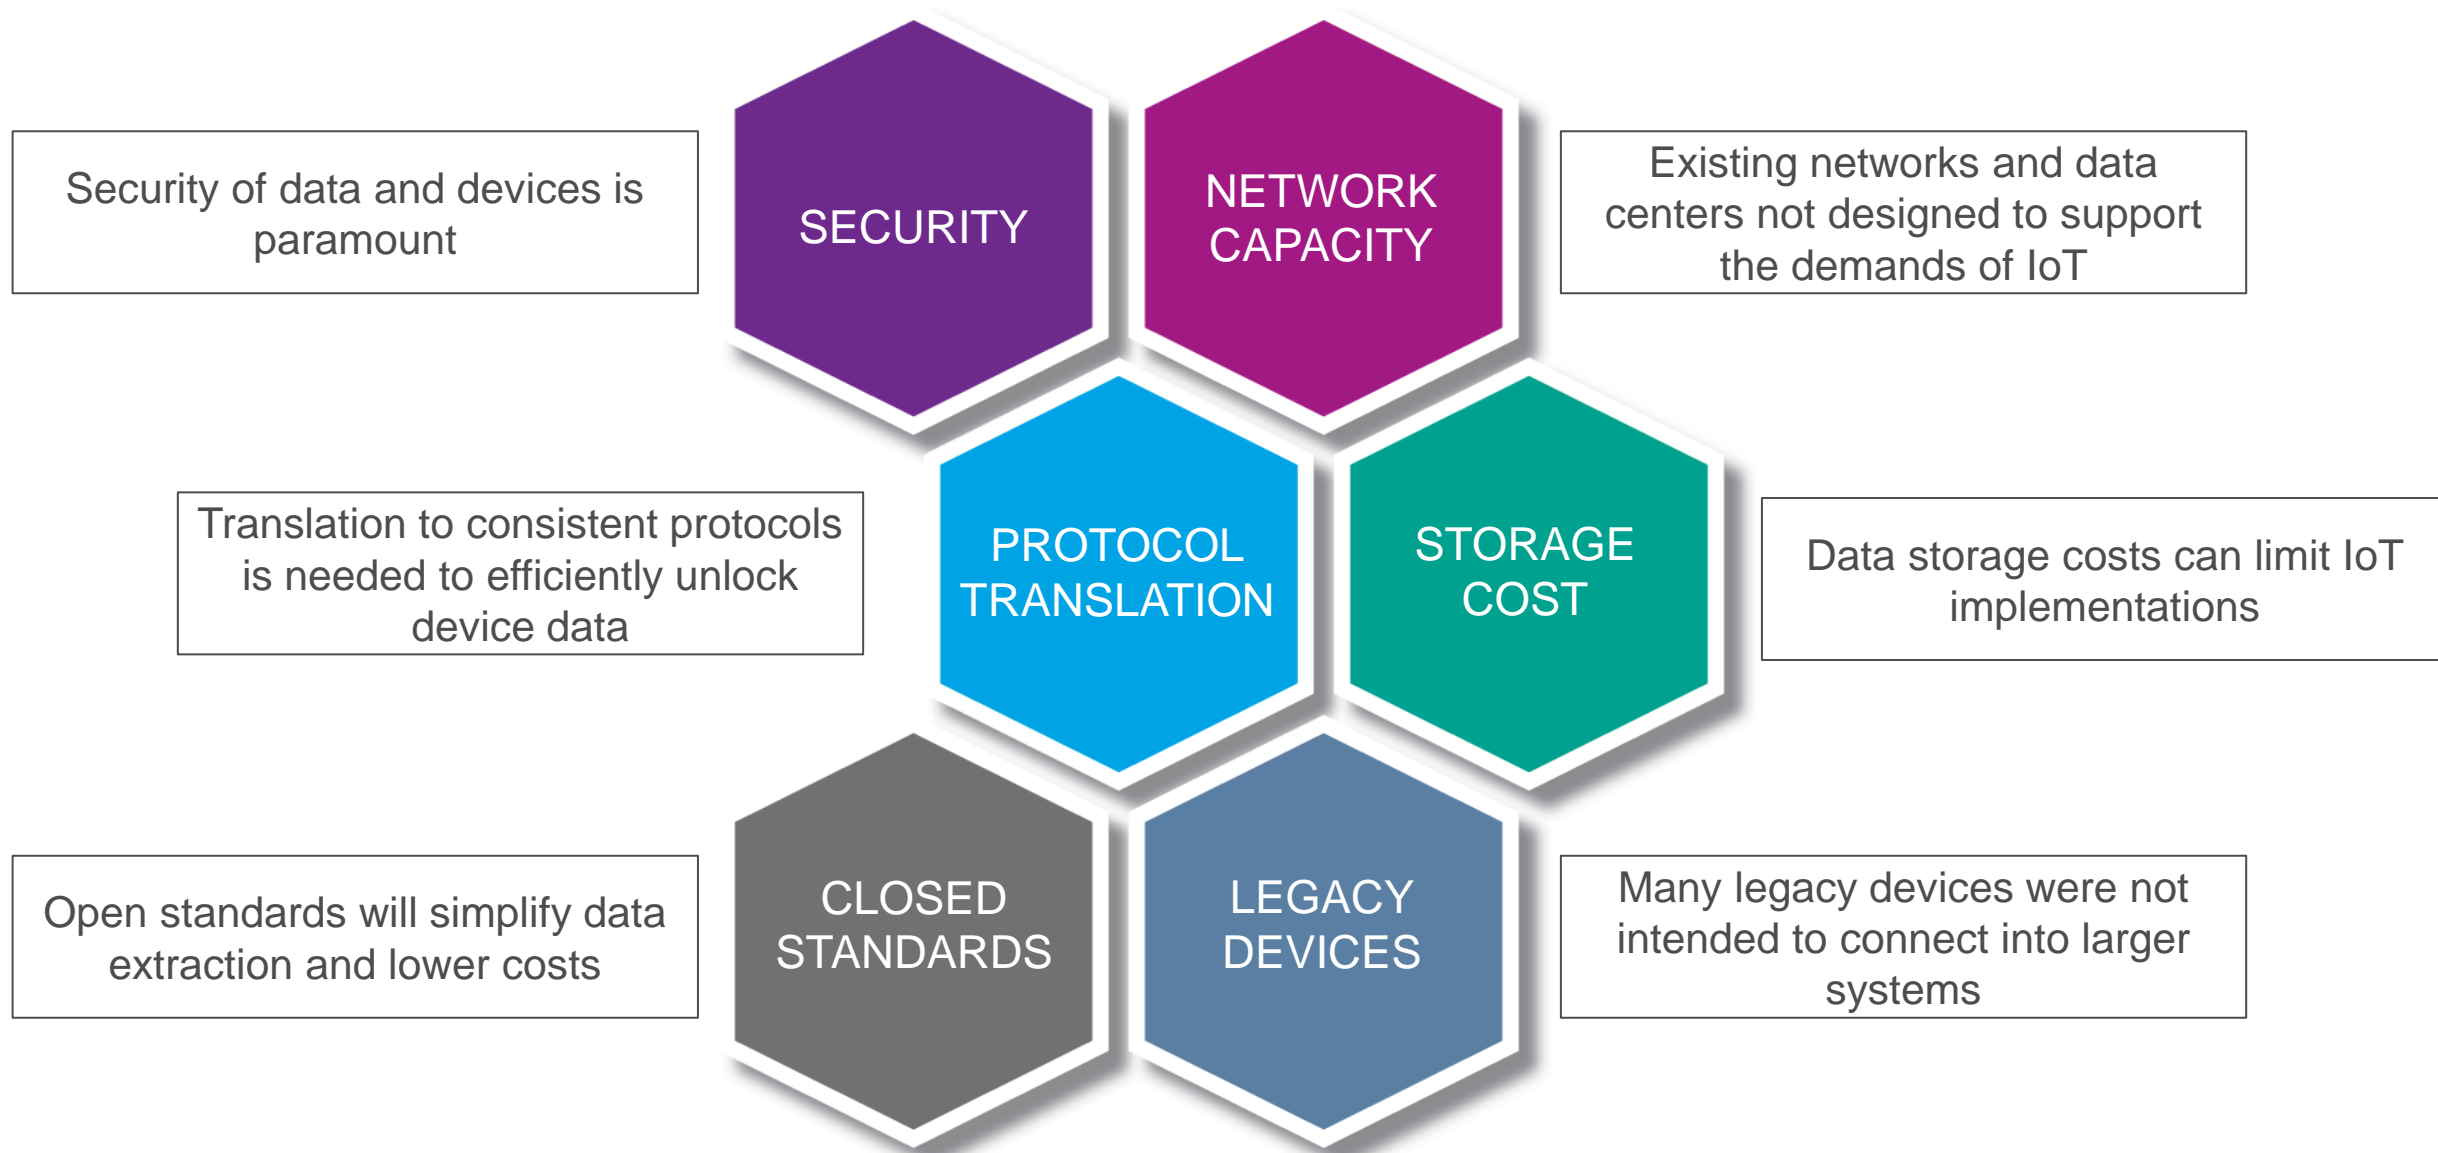 Security of data and devices is
paramount
SECURITY
NETWORK
CAPACITY
Existing networks and data
centers not designed to support
the demands of IoT
Translation to consistent protocols
is needed to efficiently unlock
device data
PROTOCOL
TRANSLATION
STORAGE
COST
Data storage costs can limit IoT
implementations
Open standards will simplify data
extraction and lower costs
CLOSED
STANDARDS
LEGACY
DEVICES
Many legacy devices were not
intended to connect into larger
systems